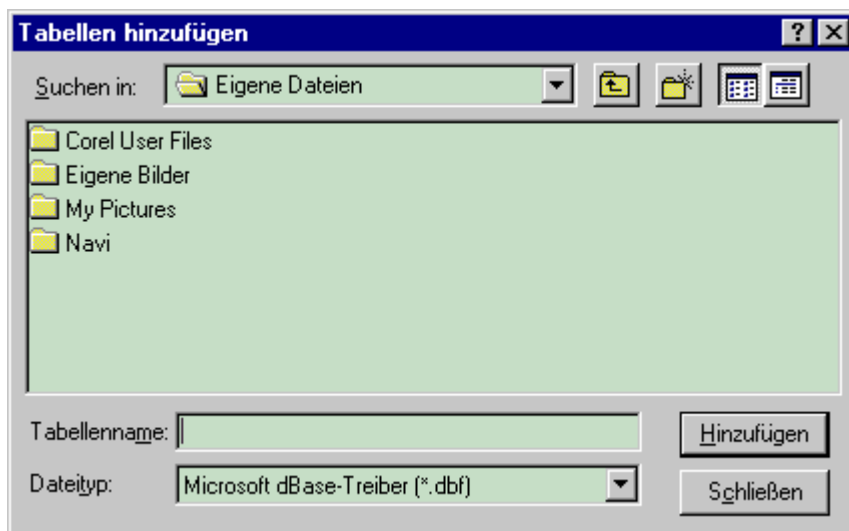 Tabellen hinzufügen
Suchen in: Eigene Dateien
Corel User Files
Eigene Bilder
My Pictures
Navi
Tabellenname: Hinzufügen
Dateityp: Microsoft dBase-Treiber (*.dbf) Schließen